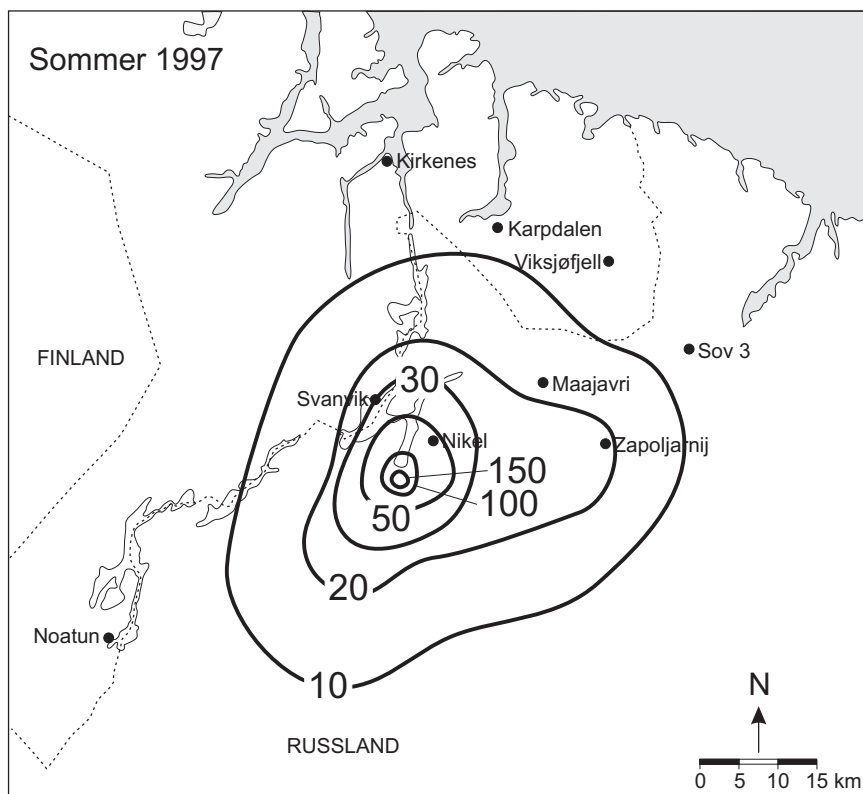 Sommer 1997
Kirkenes
Karpdalen
Viksjøfjell
Sov 3
FINLAND
Maajavri
30
Svanvik
Nikel
Zapoljarnij
150
100
50
20
Noatun
10
N
RUSSLAND
0 5 10 15 km